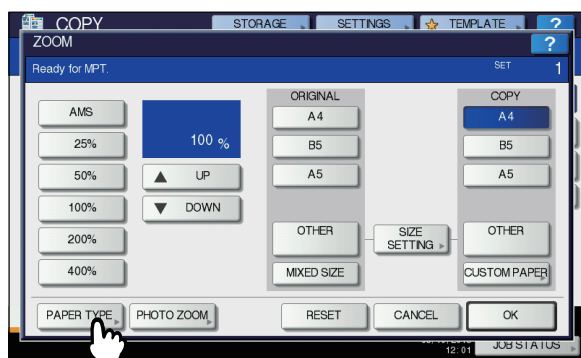 COPY STORAGE SETTINGS TEMPLATE ?
ZOOM ?
Ready for MPT. SET 1
ORIGINAL COPY
AMS A4 A4
25% 100 % B5 B5
50% UP A5 A5
100% DOWN
200% OTHER SIZE SETTING OTHER
400% MIXED SIZE CUSTOM PAPER
PAPER TYPE PHOTO ZOOM RESET CANCEL OK
12:01 JOB STATUS